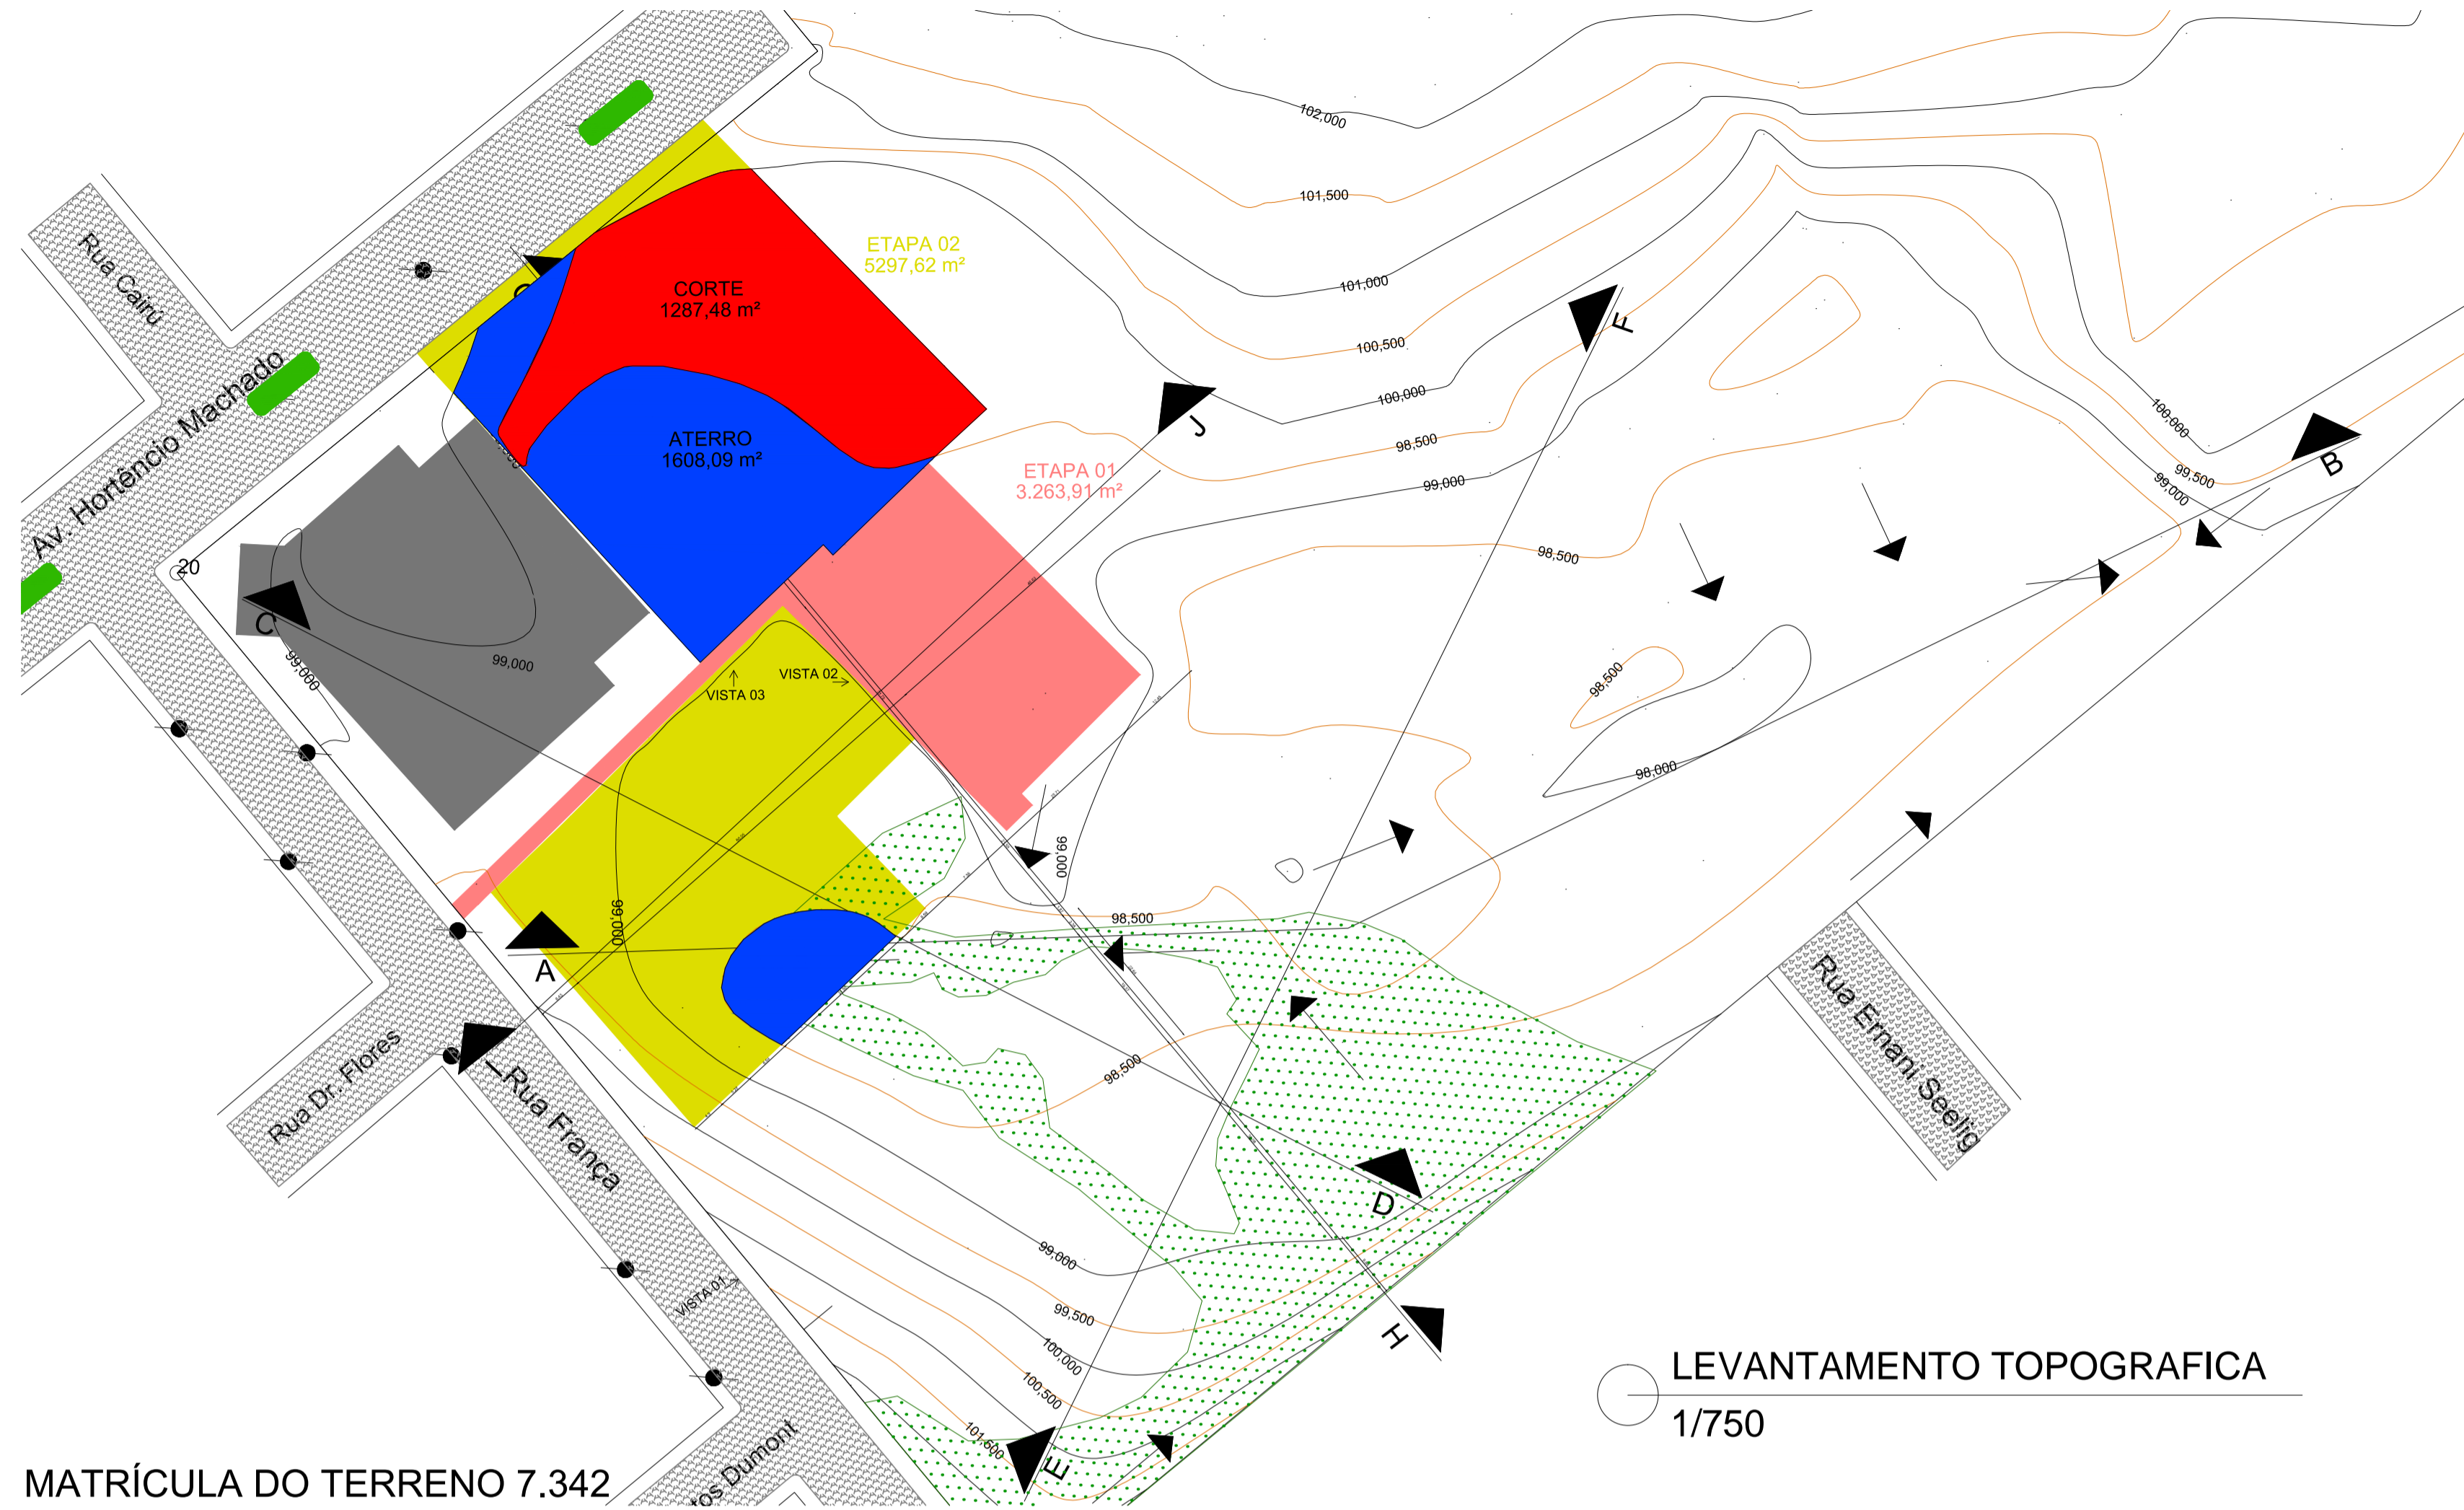 102,000
101,500
ETAPA 02
5297,62 m²
Rua Cairú
CORTE
1287,48 m²
101,000
F
100,500
100,000
J
98,500
100,000
B
ATERRO
1608,09 m²
ETAPA 01
3.263,91 m²
99,000
99,500
99,000
Av. Hortêncio Machado
98,500
20
C
99,000
99,000
VISTA 02
VISTA 03
98,500
98,000
99,000
99,000
98,500
A
Rua Dr. Flores
L
Rua França
98,500
Rua Ernani Seelig
D
99,000
VISTA 01
99,500
H
100,000
100,500
101,500
E
LEVANTAMENTO TOPOGRAFICA
1/750
tos Dumont
MATRÍCULA DO TERRENO 7.342